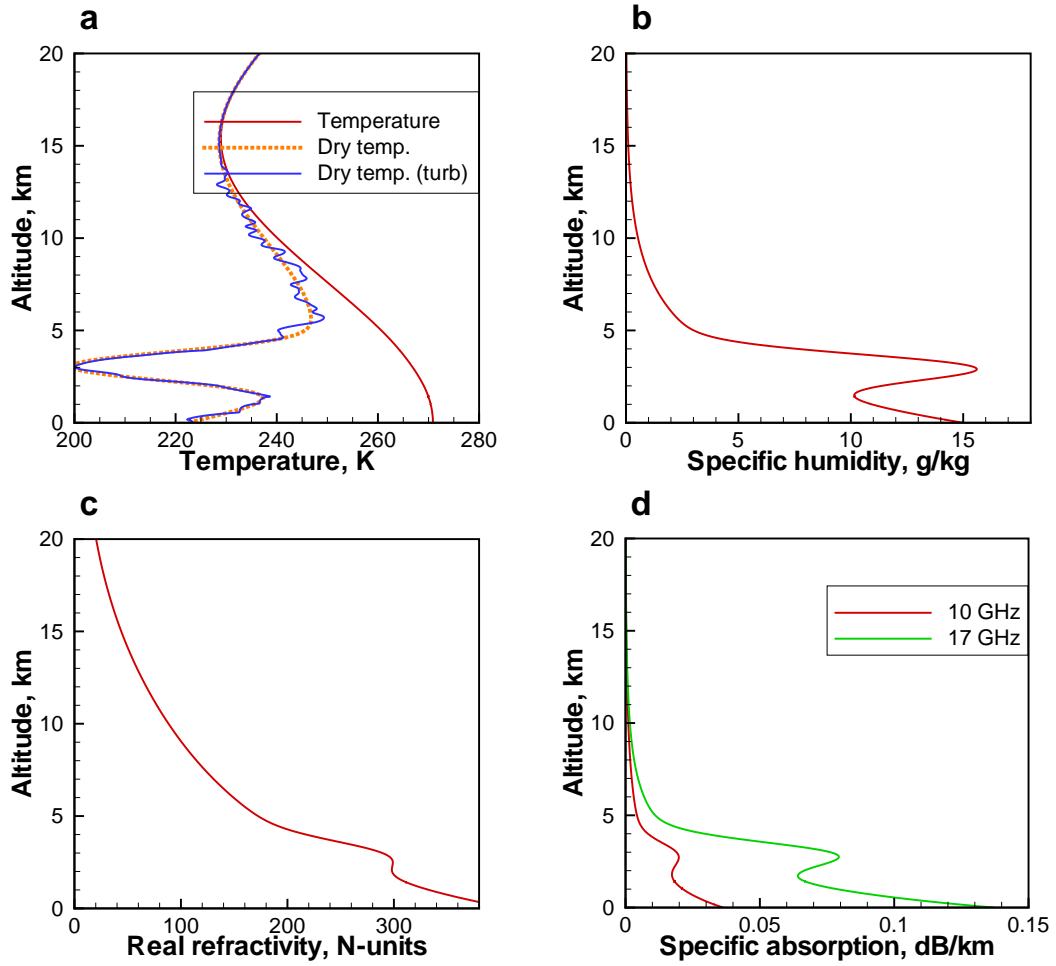 a
20
15
10
5
0
Altitude, km
Temperature
Dry temp.
Dry temp. (turb)
200
220
240
260
280
Temperature, K
b
20
15
10
5
0
Altitude, km
0
5
10
15
Specific humidity, g/kg
c
20
15
10
5
0
Altitude, km
0
100
200
300
Real refractivity, N-units
d
20
15
10
5
0
Altitude, km
10 GHz
17 GHz
0
0.05
0.1
0.15
Specific absorption, dB/km